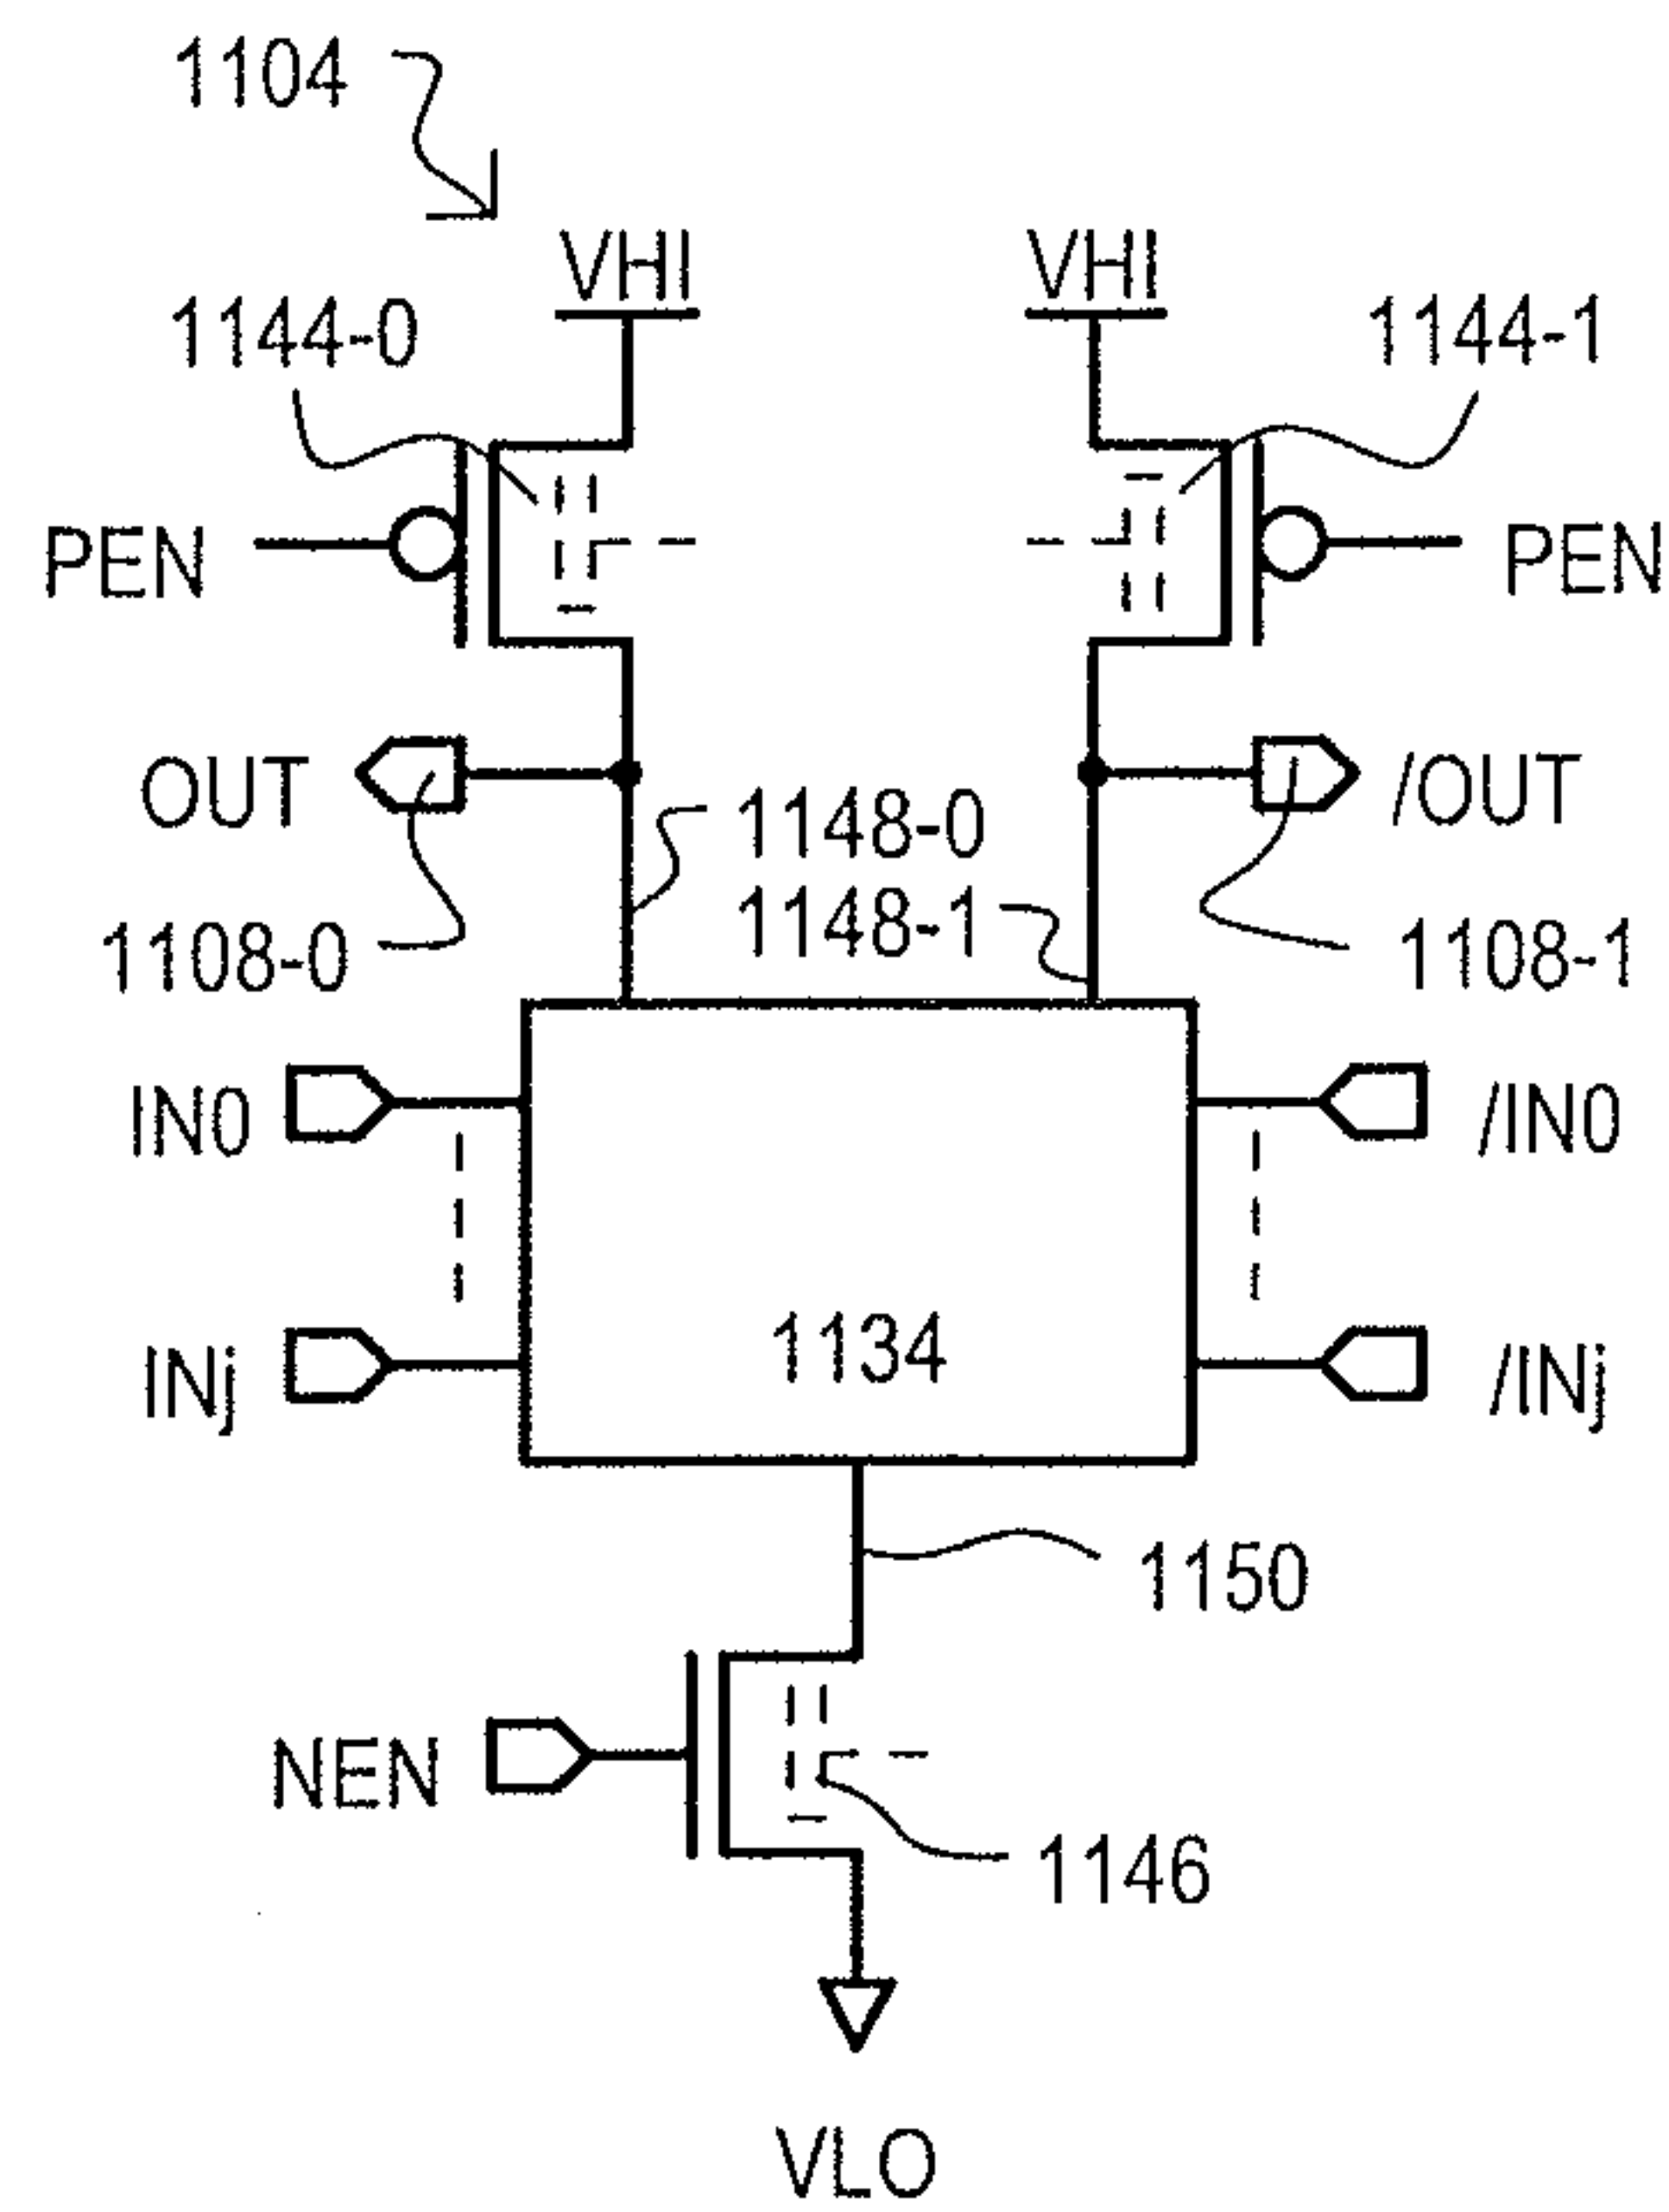 1104
VHI
VHI
1144-0
1144-1
PEN
PEN
OUT
/OUT
1148-0
1148-1
1108-0
1108-1
IN0
/IN0
1134
INj
/INj
1150
NEN
1146
VLO